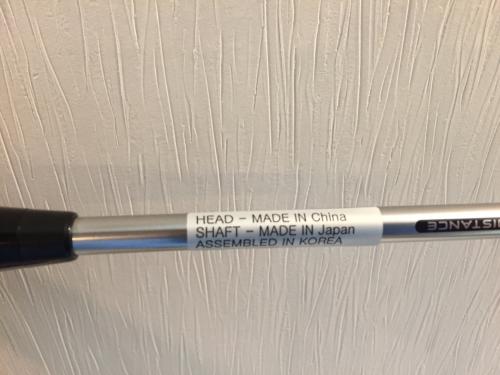 HEAD - MADE IN China
SHAFT - MADE IN Japan
ASSEMBLED IN KOREA